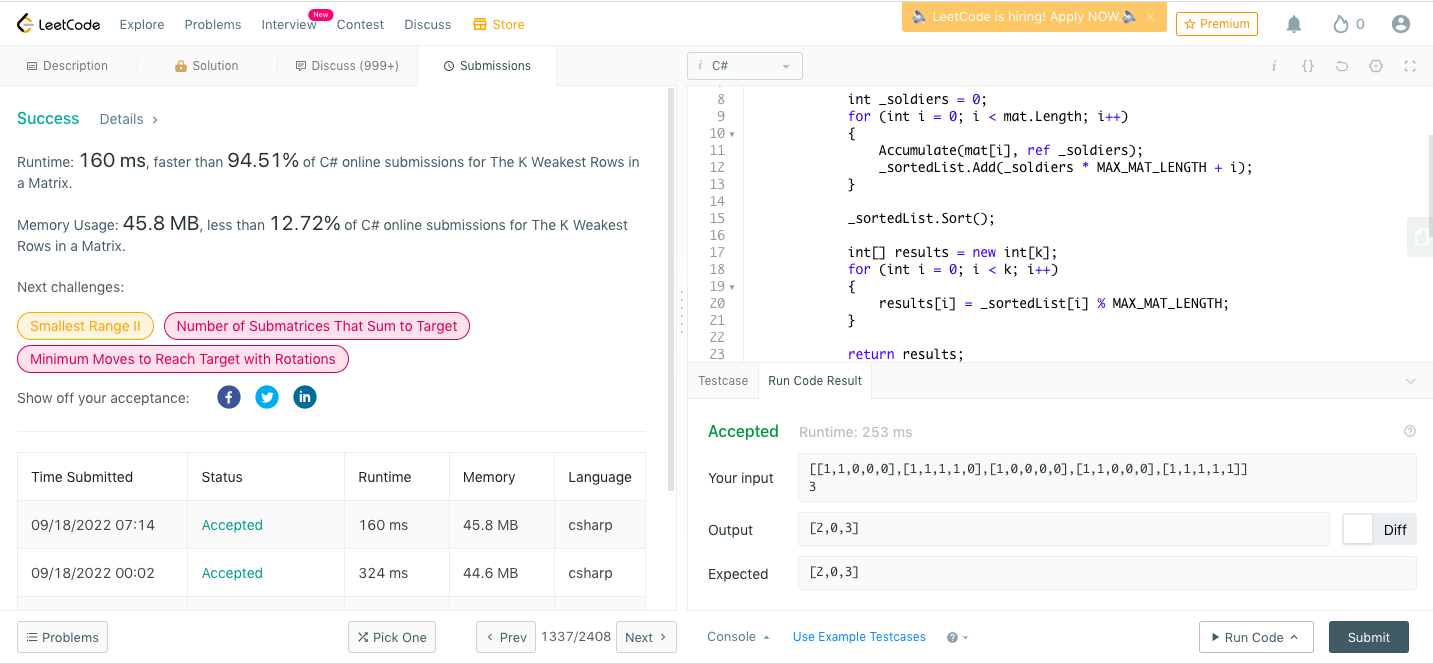 LeetCode Explore Problems Interview New Contest Discuss Store LeetCode is hiring! Apply NOW. × Premium 0
Description Solution Discuss (999+) Submissions
i C# i {}
Success Details >
Runtime: 160 ms, faster than 94.51% of C# online submissions for The K Weakest Rows in
a Matrix.
Memory Usage: 45.8 MB, less than 12.72% of C# online submissions for The K Weakest
Rows in a Matrix.
Next challenges:
Smallest Range II Number of Submatrices That Sum to Target
Minimum Moves to Reach Target with Rotations
Show off your acceptance: f in
Time Submitted Status Runtime Memory Language
09/18/2022 07:14 Accepted 160 ms 45.8 MB csharp
09/18/2022 00:02 Accepted 324 ms 44.6 MB csharp
8 int _soldiers = 0;
9 for (int i = 0; i < mat.Length; i++)
10 {
11 Accumulate(mat[i], ref _soldiers);
12 _sortedList.Add(_soldiers * MAX_MAT_LENGTH + i);
13 }
14
15 _sortedList.Sort();
16
17 int[] results = new int[k];
18 for (int i = 0; i < k; i++)
19 {
20 results[i] = _sortedList[i] % MAX_MAT_LENGTH;
21 }
22
23 return results;
Testcase Run Code Result
Accepted Runtime: 253 ms ?
Your input [[1,1,0,0,0],[1,1,1,1,0],[1,0,0,0,0],[1,1,0,0,0],[1,1,1,1,1]]
3
Output [2,0,3] Diff
Expected [2,0,3]
Problems Pick One < Prev 1337/2408 Next > Console Use Example Testcases ? Run Code Submit